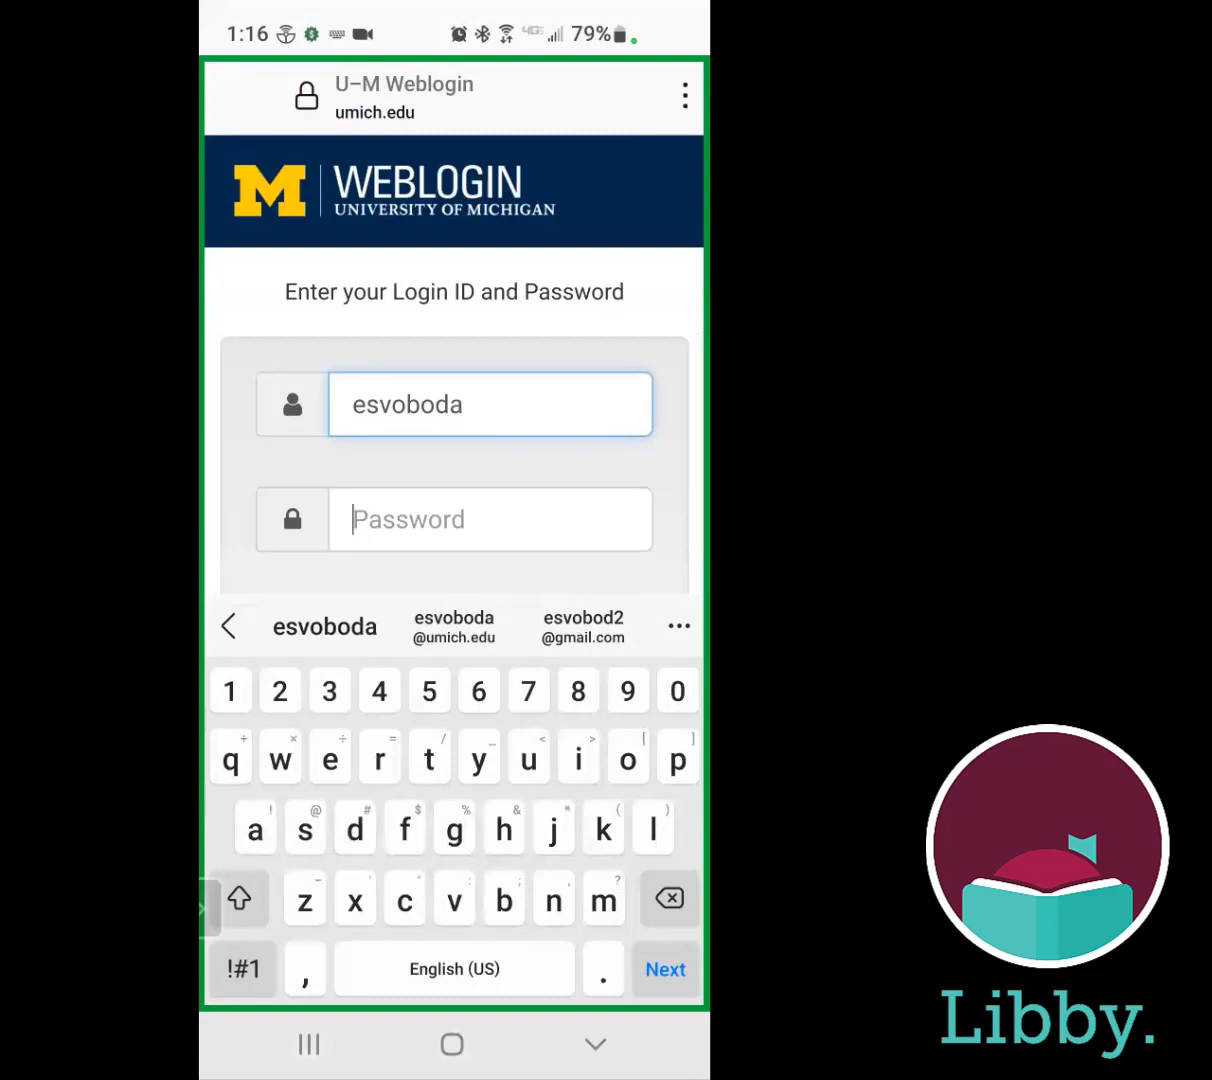 1:16
4G 79%
U-M Weblogin
umich.edu
M WEBLOGIN
UNIVERSITY OF MICHIGAN
Enter your Login ID and Password
esvoboda
Password
esvoboda
esvoboda
@umich.edu
esvobod2
@gmail.com
1 2 3 4 5 6 7 8 9 0
q w e r t y u i o p
a s d f g h j k l
z x c v b n m
!#1 , English (US) . Next
Libby.